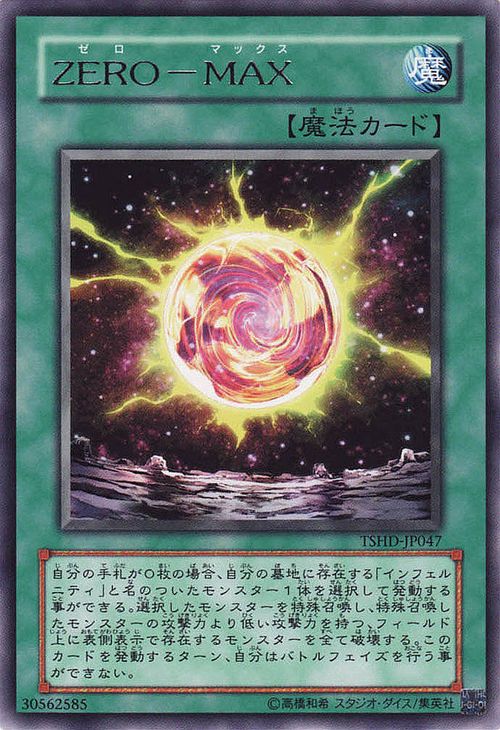 ゼロ マックス
ZERO－MAX
魔
まほう
【魔法カード】
TSHD-JP047
自分の手札が０枚の場合、自分の墓地に存在する「インフェル
ニティ」と名のついたモンスター１体を選択して発動する
事ができる。選択したモンスターを特殊召喚し、特殊召喚し
たモンスターの攻撃力より低い攻撃力を持つ、フィールド
上に表側表示で存在するモンスターを全て破壊する。この
カードを発動するターン、自分はバトルフェイズを行う事
ができない。
30562585
©高橋和希 スタジオ・ダイス/集英社